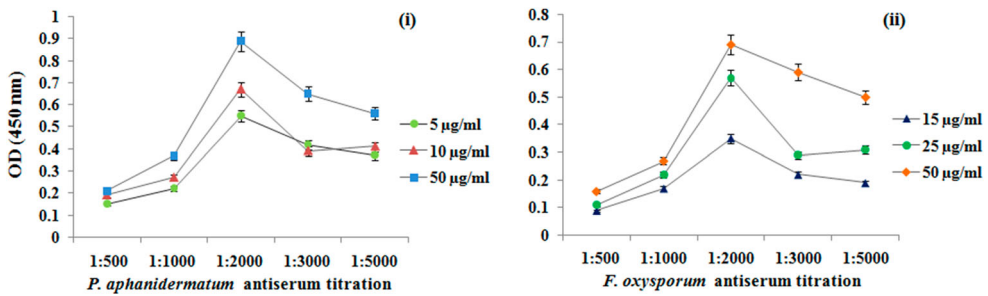 (i)
1
0.9
0.8
0.7
0.6
0.5
0.4
0.3
0.2
0.1
0
OD (450 nm)
1:500 1:1000 1:2000 1:3000 1:5000
P. aphanidermatum antiserum titration
5 µg/ml
10 µg/ml
50 µg/ml
(ii)
0.8
0.7
0.6
0.5
0.4
0.3
0.2
0.1
0
1:500 1:1000 1:2000 1:3000 1:5000
F. oxysporum antiserum titration
15 µg/ml
25 µg/ml
50 µg/ml